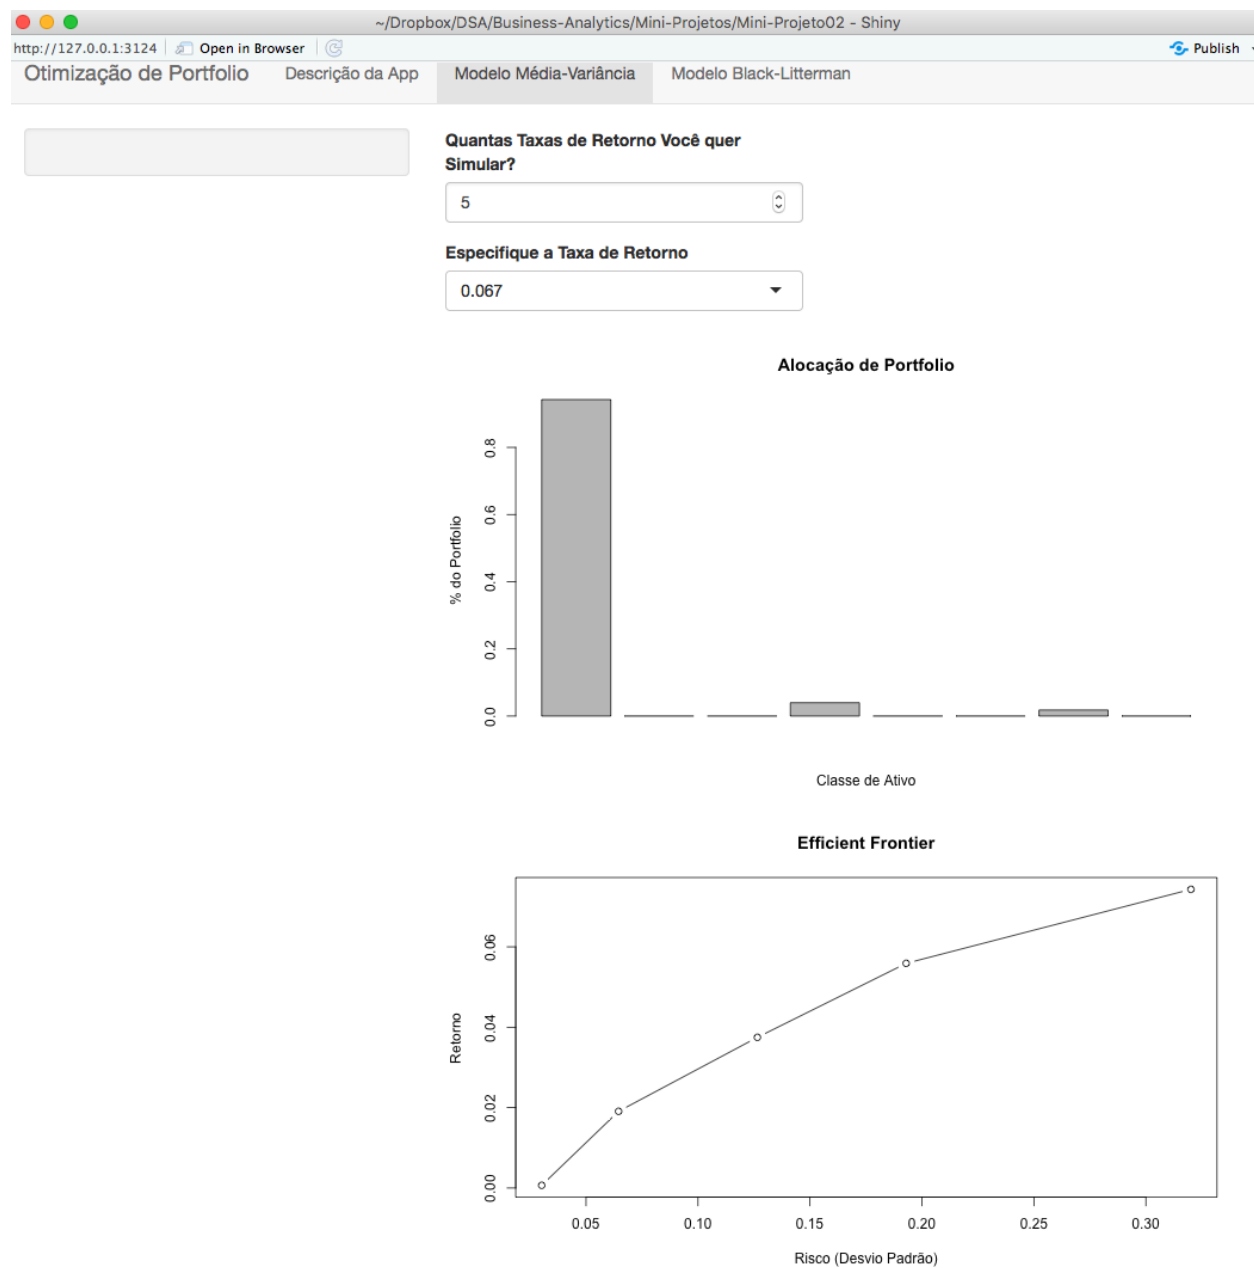 ~/Dropbox/DSA/Business-Analytics/Mini-Projetos/Mini-Projeto02 - Shiny
http://127.0.0.1:3124 Open in Browser Publish
Otimização de Portfolio Descrição da App Modelo Média-Variância Modelo Black-Litterman
Quantas Taxas de Retorno Você quer
Simular?
5
Especifique a Taxa de Retorno
0.067
Alocação de Portfolio
% do Portfolio
0.8
0.6
0.4
0.2
0.0
Classe de Ativo
Efficient Frontier
Retorno
0.06
0.04
0.02
0.00
0.05 0.10 0.15 0.20 0.25 0.30
Risco (Desvio Padrão)